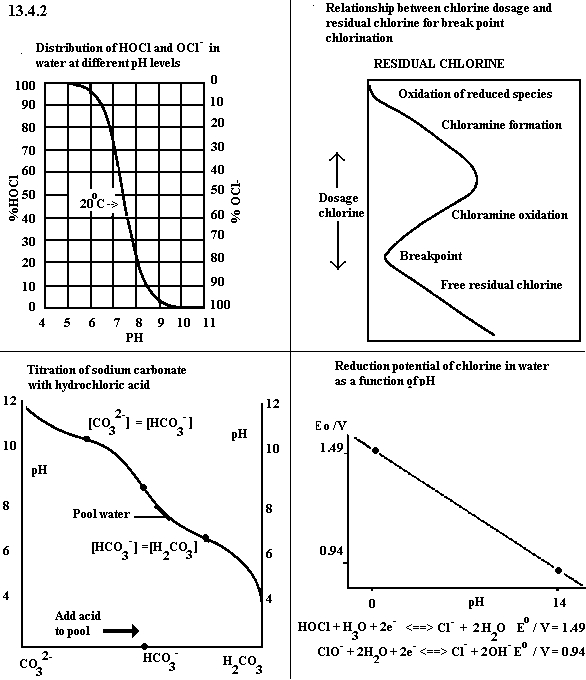 13.4.2
Distribution of HOCl and OCl⁻ in
water at different pH levels
100
90
80
70
60
50
40
30
20
10
0
%HOCl
20°C ->
0
10
20
30
40
50
60
70
80
90
100
% OCl-
4 5 6 7 8 9 10 11
PH
Relationship between chlorine dosage and
residual chlorine for break point
chlorination
RESIDUAL CHLORINE
Oxidation of reduced species
Chloramine formation
Dosage
chlorine
Chloramine oxidation
Breakpoint
Free residual chlorine
Titration of sodium carbonate
with hydrochloric acid
12
10
8
6
4
pH
[CO₃²⁻] = [HCO₃⁻]
pH
Pool water
[HCO₃⁻] =[H₂CO₃]
Add acid
to pool
12
10
8
6
4
CO₃²⁻
HCO₃⁻
H₂CO₃
Reduction potential of chlorine in water
as a function of pH
Eo /V
1.49
0.94
0 pH 14
HOCl + H₃O + 2e⁻ <==> Cl⁻ + 2H₂O E⁰ / V = 1.49
ClO⁻ + 2H₂O + 2e⁻ <==> Cl⁻ + 2OH⁻ E⁰ / V = 0.94